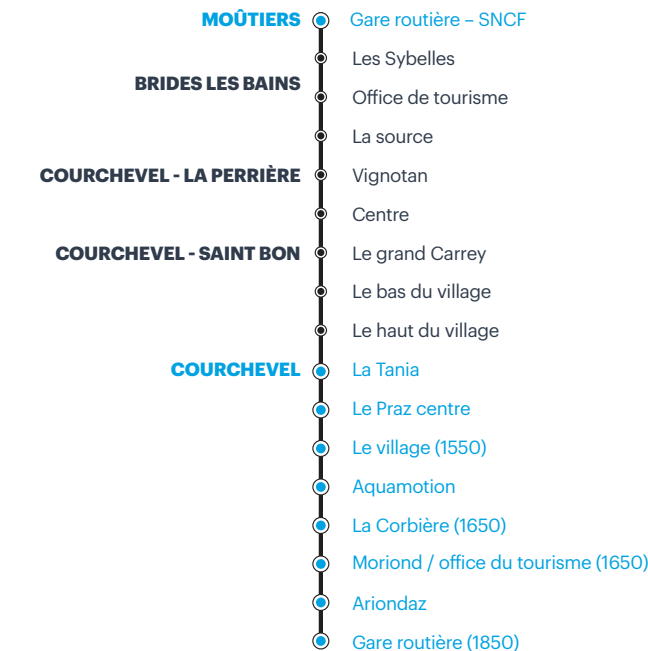 MOÛTIERS Gare routière – SNCF
Les Sybelles
BRIDES LES BAINS
Office de tourisme
La source
COURCHEVEL - LA PERRIÈRE Vignotan
Centre
COURCHEVEL - SAINT BON Le grand Carrey
Le bas du village
Le haut du village
COURCHEVEL La Tania
Le Praz centre
Le village (1550)
Aquamotion
La Corbière (1650)
Moriond / office du tourisme (1650)
Ariondaz
Gare routière (1850)